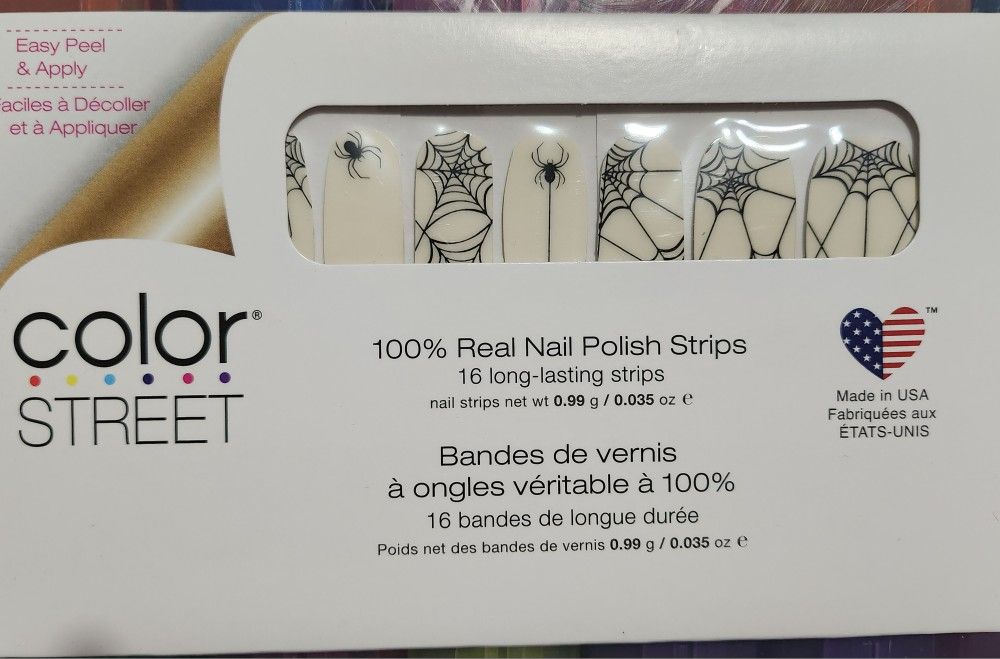 Easy Peel
& Apply
aciles à Décoller
et à Appliquer
color®
STREET
100% Real Nail Polish Strips
16 long-lasting strips
nail strips net wt 0.99 g / 0.035 oz ℮
Bandes de vernis
à ongles véritable à 100%
16 bandes de longue durée
Poids net des bandes de vernis 0.99 g / 0.035 oz ℮
™
Made in USA
Fabriquées aux
ÉTATS-UNIS